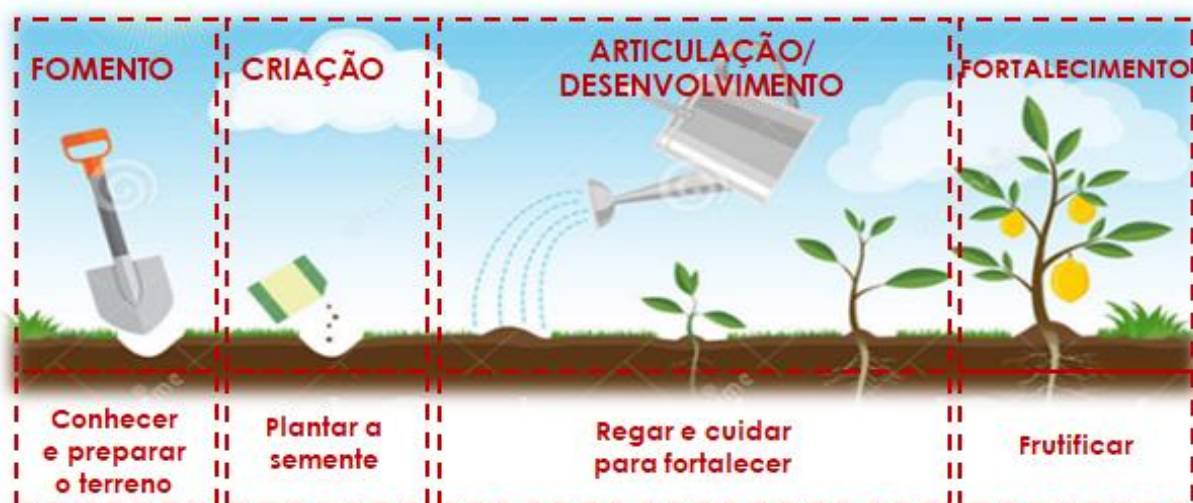 FOMENTO
CRIAÇÃO
ARTICULAÇÃO/
DESENVOLVIMENTO
FORTALECIMENTO
Conhecer
e preparar
o terreno
Plantar a
semente
Regar e cuidar
para fortalecer
Frutificar